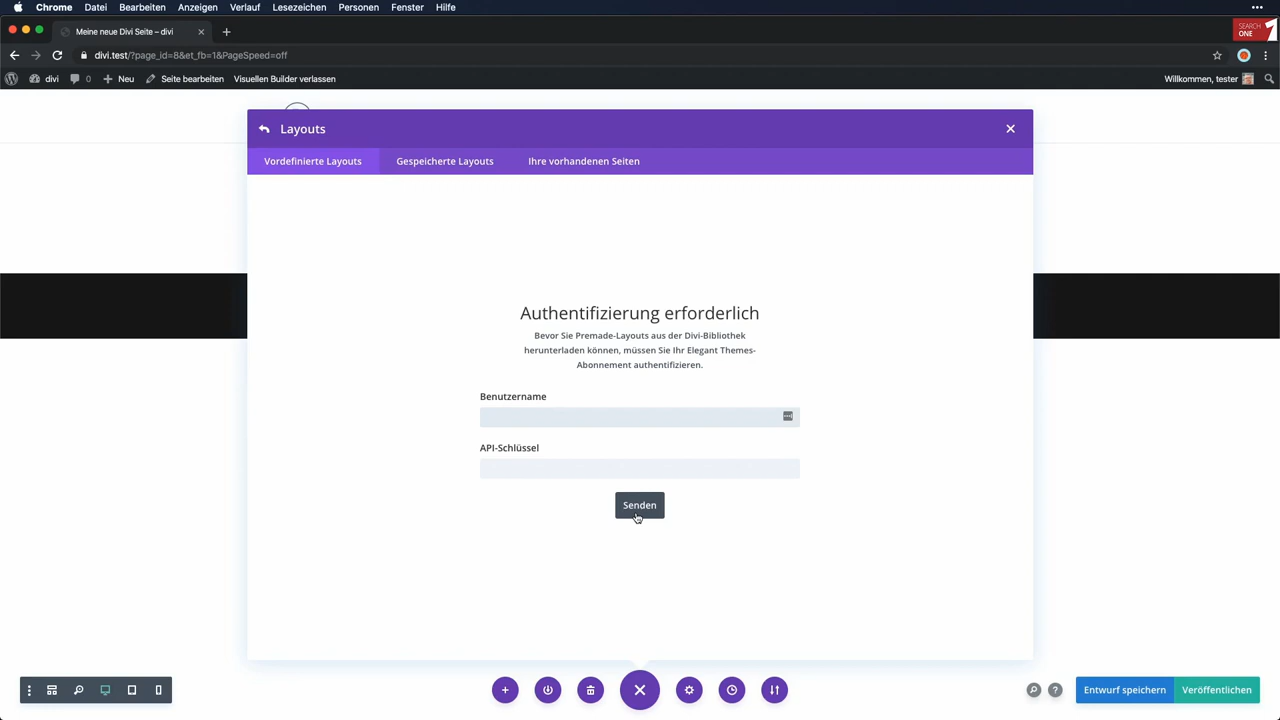 Chrome Datei Bearbeiten Anzeigen Verlauf Lesezeichen Personen Fenster Hilfe
Meine neue Divi Seite – divi
SEARCH
ONE
divi.test/?page_id=8&et_fb=1&PageSpeed=off
divi 0 Neu Seite bearbeiten Visuellen Builder verlassen Willkommen, tester
Layouts
Vordefinierte Layouts Gespeicherte Layouts Ihre vorhandenen Seiten
Authentifizierung erforderlich
Bevor Sie Premade-Layouts aus der Divi-Bibliothek
herunterladen können, müssen Sie Ihr Elegant Themes-
Abonnement authentifizieren.
Benutzername
API-Schlüssel
Senden
Entwurf speichern Veröffentlichen